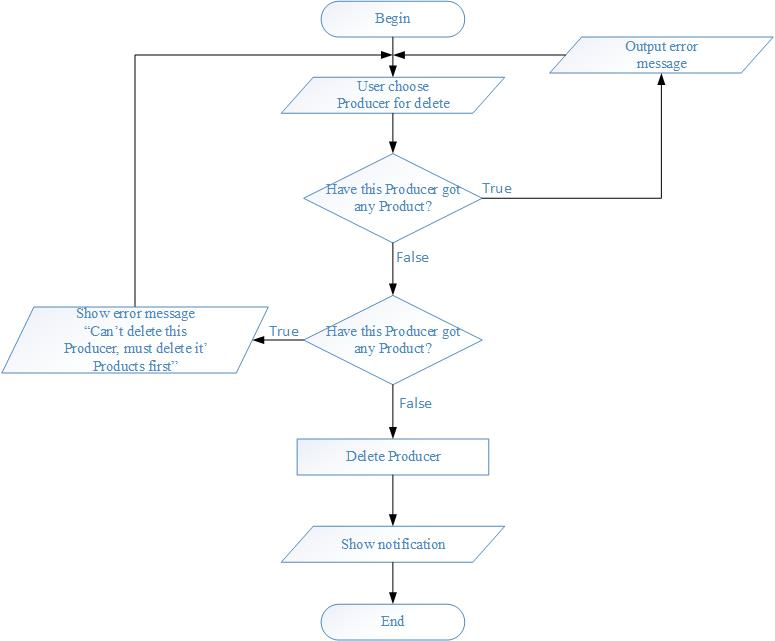 Begin
Output error
message
User choose
Producer for delete
Have this Producer got
any Product?
True
False
Show error message
“Can’t delete this
Producer, must delete it’
Products first”
True
Have this Producer got
any Product?
False
Delete Producer
Show notification
End